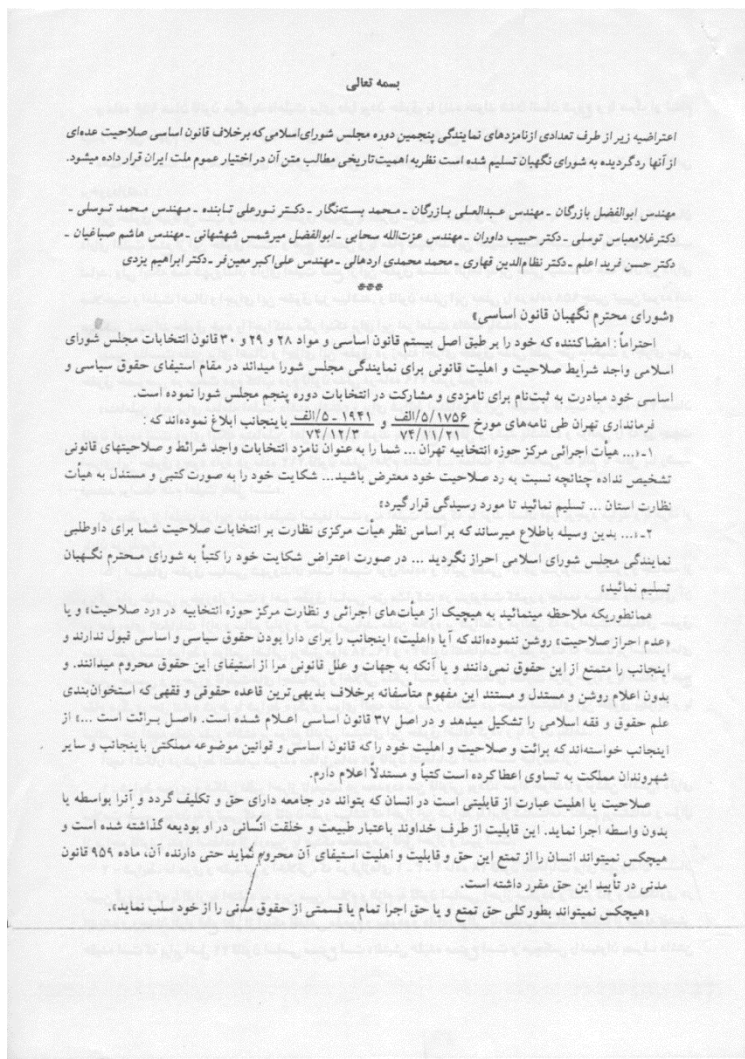 بسمه تعالی
اعتراضیه زیر از طرف تعدادی ازنامزدهای نمایندگی پنجمین دوره مجلس شورای‌اسلامی که برخلاف قانون اساسی صلاحیت عده‌ای
از آنها رد گردیده به شورای نگهبان تسلیم شده است نظربه اهمیت‌تاریخی مطالب متن آن در اختیار عموم ملت ایران قرار داده میشود.
مهندس ابوالفضل بازرگان ـ مهندس عبدالعلی بازرگان ـ محمد بسته‌نگار ـ دکتر نورعلی تابنده ـ مهندس محمد توسلی ـ
دکترغلامعباس توسلی ـ دکتر حبیب داوران ـ مهندس عزت‌الله سحابی ـ ابوالفضل میرشمس شهشهانی ـ مهندس هاشم صباغیان ـ
دکتر حسن فرید اعلم ـ دکتر نظام‌الدین قهاری ـ محمد محمدی اردهالی ـ مهندس علی‌اکبر معین‌فر ـ دکتر ابراهیم یزدی
***
«شورای محترم نگهبان قانون اساسی»
احتراماً: امضاکننده که خود را بر طبق اصل بیستم قانون اساسی و مواد ۲۸ و ۲۹ و ۳۰ قانون انتخابات مجلس شورای
اسلامی واجد شرایط صلاحیت و اهلیت قانونی برای نمایندگی مجلس شورا میداند در مقام استیفای حقوق سیاسی و
اساسی خود مبادرت به ثبت‌نام برای نامزدی و مشارکت در انتخابات دوره پنجم مجلس شورا نموده است.
فرمانداری تهران طی نامه‌های مورخ ۵/۱۷۵۶/الف و ۱۹۴۱ ـ ۵/الف باینجانب ابلاغ نموده‌اند که :
۷۴/۱۱/۲۱ ۷۴/۱۲/۳
۱ـ «... هیأت اجرائی مرکز حوزه انتخابیه تهران ... شما را به عنوان نامزد انتخابات واجد شرائط و صلاحیتهای قانونی
تشخیص نداده چنانچه نسبت به رد صلاحیت خود معترض باشید... شکایت خود را به صورت کتبی و مستدل به هیأت
نظارت استان ... تسلیم نمائید تا مورد رسیدگی قرار گیرد»
۲ـ «... بدین وسیله باطلاع میرساند که بر اساس نظر هیأت مرکزی نظارت بر انتخابات صلاحیت شما برای داوطلبی
نمایندگی مجلس شورای اسلامی احراز نگردید ... در صورت اعتراض شکایت خود را کتباً به شورای محترم نگهبان
تسلیم نمائید»
همانطوریکه ملاحظه مینمائید به هیچیک از هیأت‌های اجرائی و نظارت مرکز حوزه انتخابیه در «رد صلاحیت» و یا
«عدم احراز صلاحیت» روشن ننموده‌اند که آیا «اهلیت» اینجانب را برای دارا بودن حقوق سیاسی و اساسی قبول ندارند و
اینجانب را متمتع از این حقوق نمی‌دانند و یا آنکه به جهات و علل قانونی مرا از استیفای این حقوق محروم میدانند. و
بدون اعلام روشن و مستدل و مستند این مفهوم متأسفانه برخلاف بدیهی‌ترین قاعده حقوقی و فقهی که استخوان‌بندی
علم حقوق و فقه اسلامی را تشکیل میدهد و در اصل ۳۷ قانون اساسی اعلام شده است. «اصل برائت است ...» از
اینجانب خواسته‌اند که برائت و صلاحیت و اهلیت خود را که قانون اساسی و قوانین موضوعه مملکتی باینجانب و سایر
شهروندان مملکت به تساوی اعطا کرده است کتباً و مستدلاً اعلام دارم.
صلاحیت یا اهلیت عبارت از قابلیتی است در انسان که بتواند در جامعه دارای حق و تکلیف گردد و آنرا بواسطه یا
بدون واسطه اجرا نماید. این قابلیت از طرف خداوند باعتبار طبیعت و خلقت انسانی در او بودیعه گذاشته شده است و
هیچکس نمیتواند انسان را از تمتع این حق و قابلیت و اهلیت استیفای آن محروم نماید حتی دارنده آن، ماده ۹۵۹ قانون
مدنی در تأیید این حق مقرر داشته است.
«هیچکس نمیتواند بطور کلی حق تمتع و یا حق اجرا تمام یا قسمتی از حقوق مدنی را از خود سلب نماید».